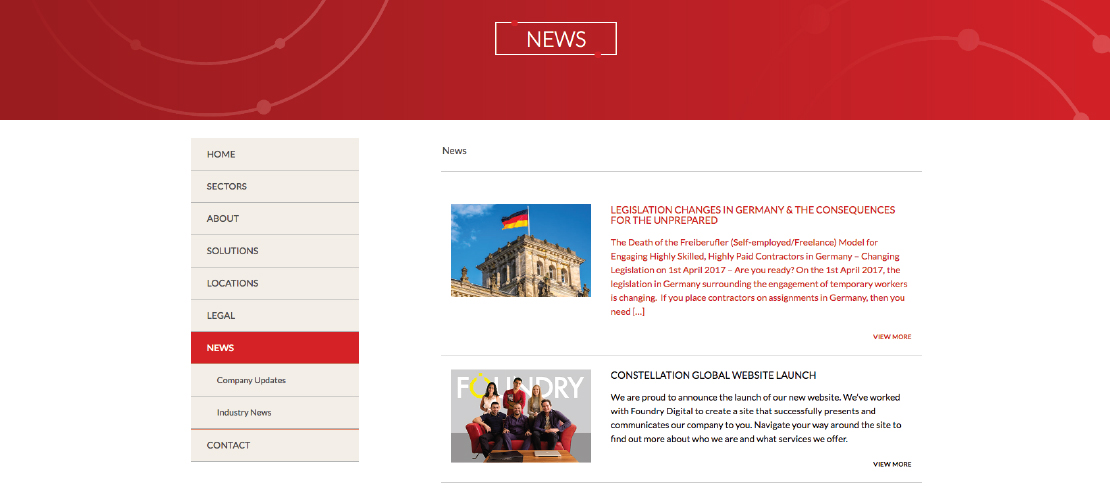 NEWS
HOME
SECTORS
ABOUT
SOLUTIONS
LOCATIONS
LEGAL
NEWS
Company Updates
Industry News
CONTACT
News
LEGISLATION CHANGES IN GERMANY & THE CONSEQUENCES
FOR THE UNPREPARED
The Death of the Freiberufler (Self-employed/Freelance) Model for
Engaging Highly Skilled, Highly Paid Contractors in Germany – Changing
Legislation on 1st April 2017 – Are you ready? On the 1st April 2017, the
legislation in Germany surrounding the engagement of temporary workers
is changing. If you place contractors on assignments in Germany, then you
need [...]
VIEW MORE
FOUNDRY
CONSTELLATION GLOBAL WEBSITE LAUNCH
We are proud to announce the launch of our new website. We've worked
with Foundry Digital to create a site that successfully presents and
communicates our company to you. Navigate your way around the site to
find out more about who we are and what services we offer.
VIEW MORE